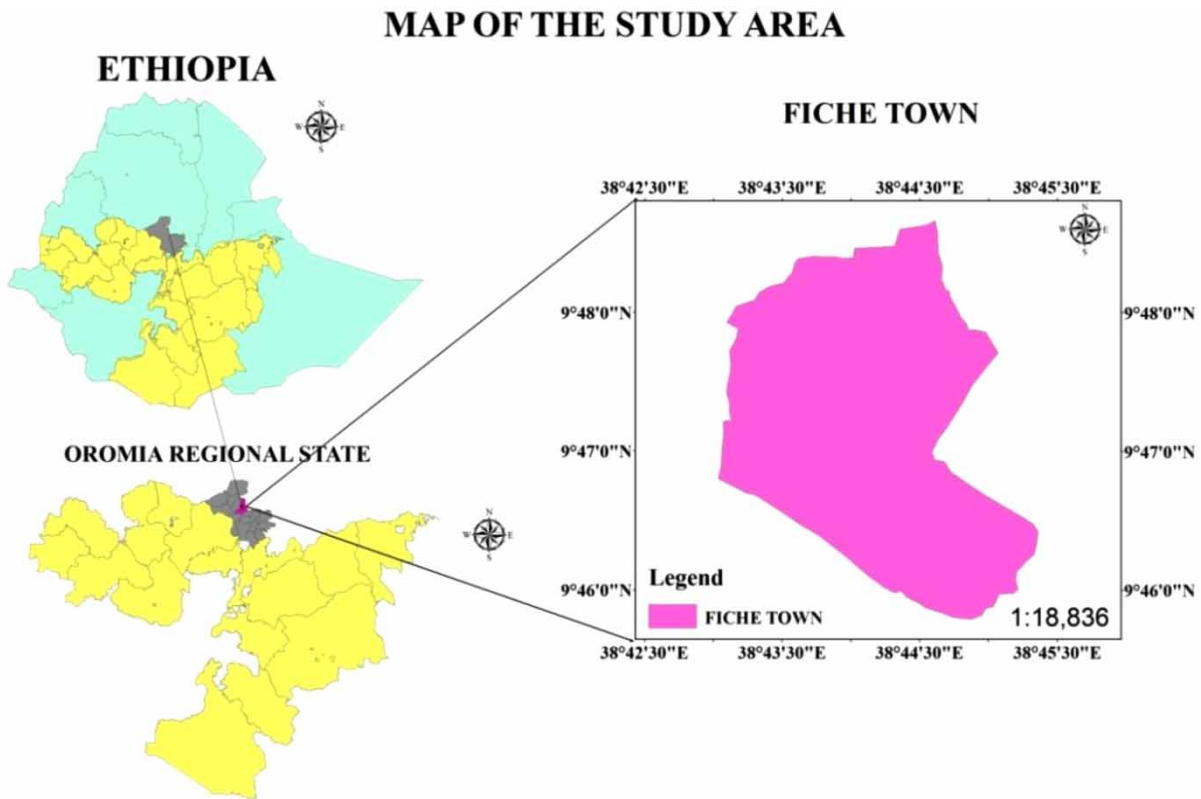 MAP OF THE STUDY AREA
ETHIOPIA
N
W E
S
FICHE TOWN
38°42'30"E 38°43'30"E 38°44'30"E 38°45'30"E
N
W E
S
9°48'0"N 9°48'0"N
OROMIA REGIONAL STATE
9°47'0"N 9°47'0"N
N
W E
S
Legend
9°46'0"N 9°46'0"N
FICHE TOWN
1:18,836
38°42'30"E 38°43'30"E 38°44'30"E 38°45'30"E